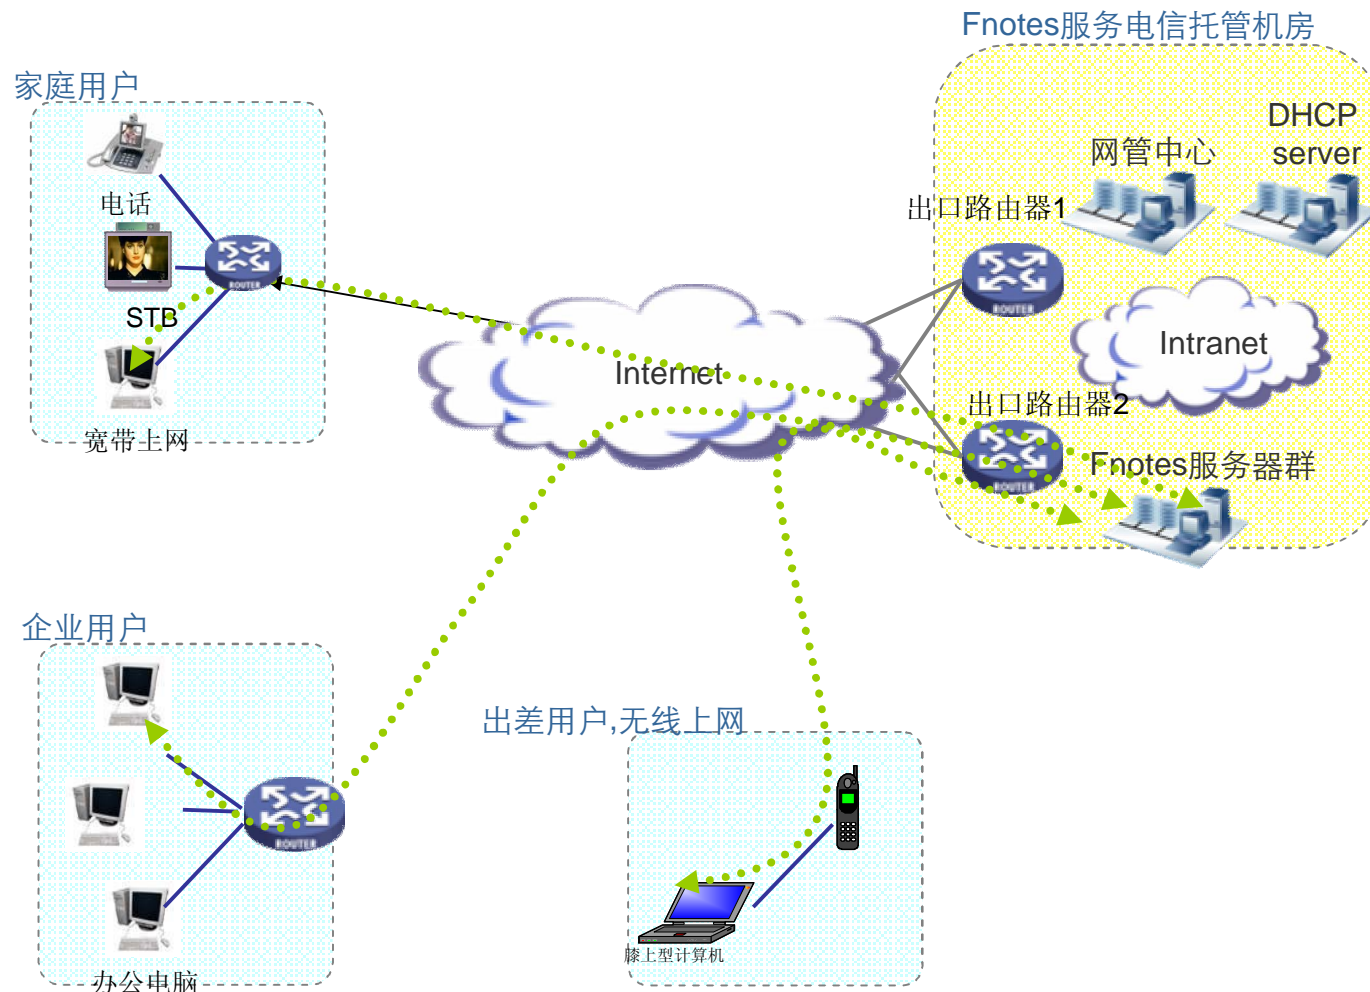 Fnotes服务电信托管机房
家庭用户
DHCP
server
网管中心
电话
出口路由器1
ROUTER
ROUTER
STB
Internet
Intranet
出口路由器2
宽带上网
Fnotes服务器群
ROUTER
企业用户
出差用户,无线上网
ROUTER
膝上型计算机
办公电脑